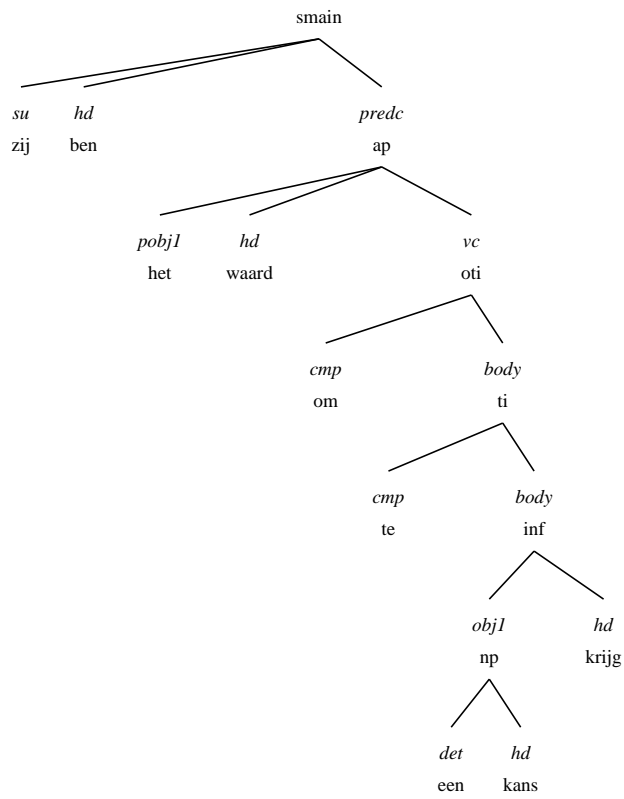 smain
su hd predc
zij ben ap
pobj1 hd vc
het waard oti
cmp body
om ti
cmp body
te inf
obj1 hd
np krijg
det hd
een kans